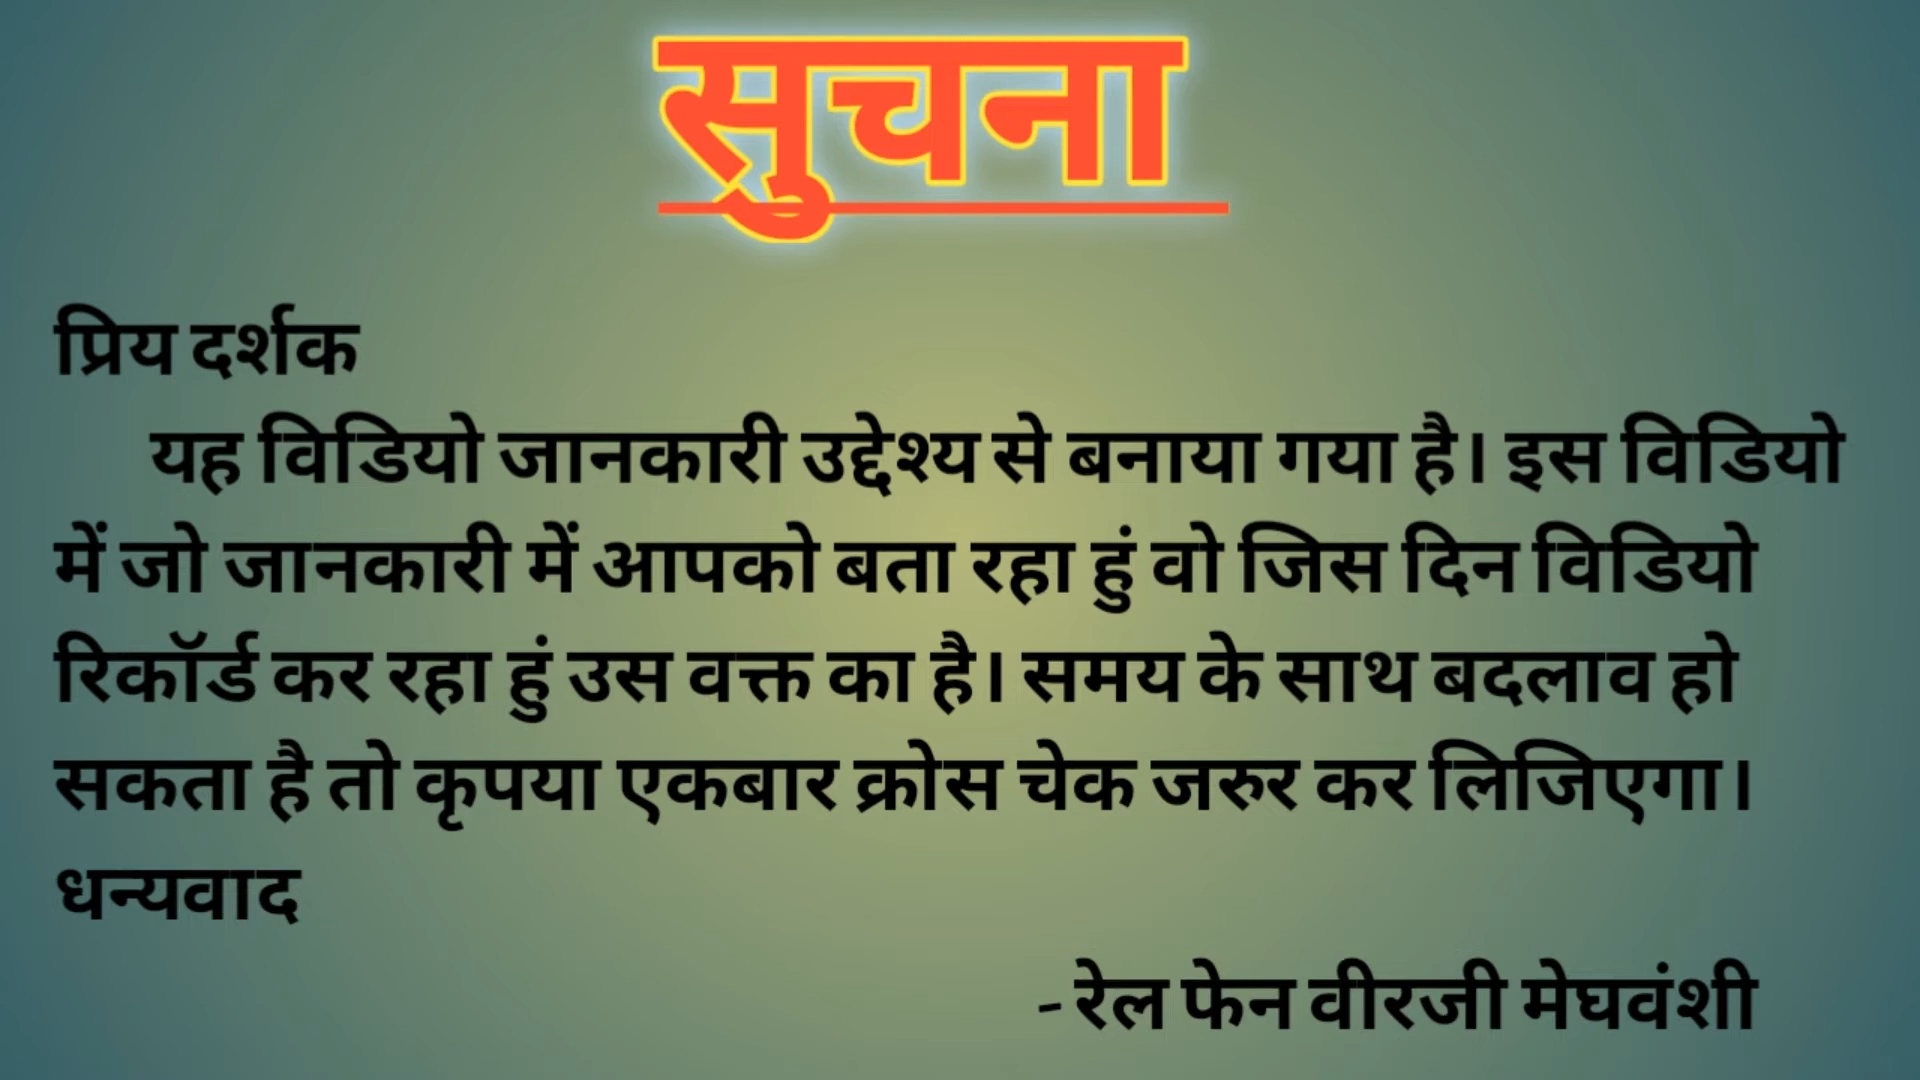 सुचना
प्रिय दर्शक
यह विडियो जानकारी उद्देश्य से बनाया गया है। इस विडियो
में जो जानकारी में आपको बता रहा हुं वो जिस दिन विडियो
रिकॉर्ड कर रहा हुं उस वक्त का है। समय के साथ बदलाव हो
सकता है तो कृपया एकबार क्रोस चेक जरुर कर लिजिएगा।
धन्यवाद
- रेल फेन वीरजी मेघवंशी